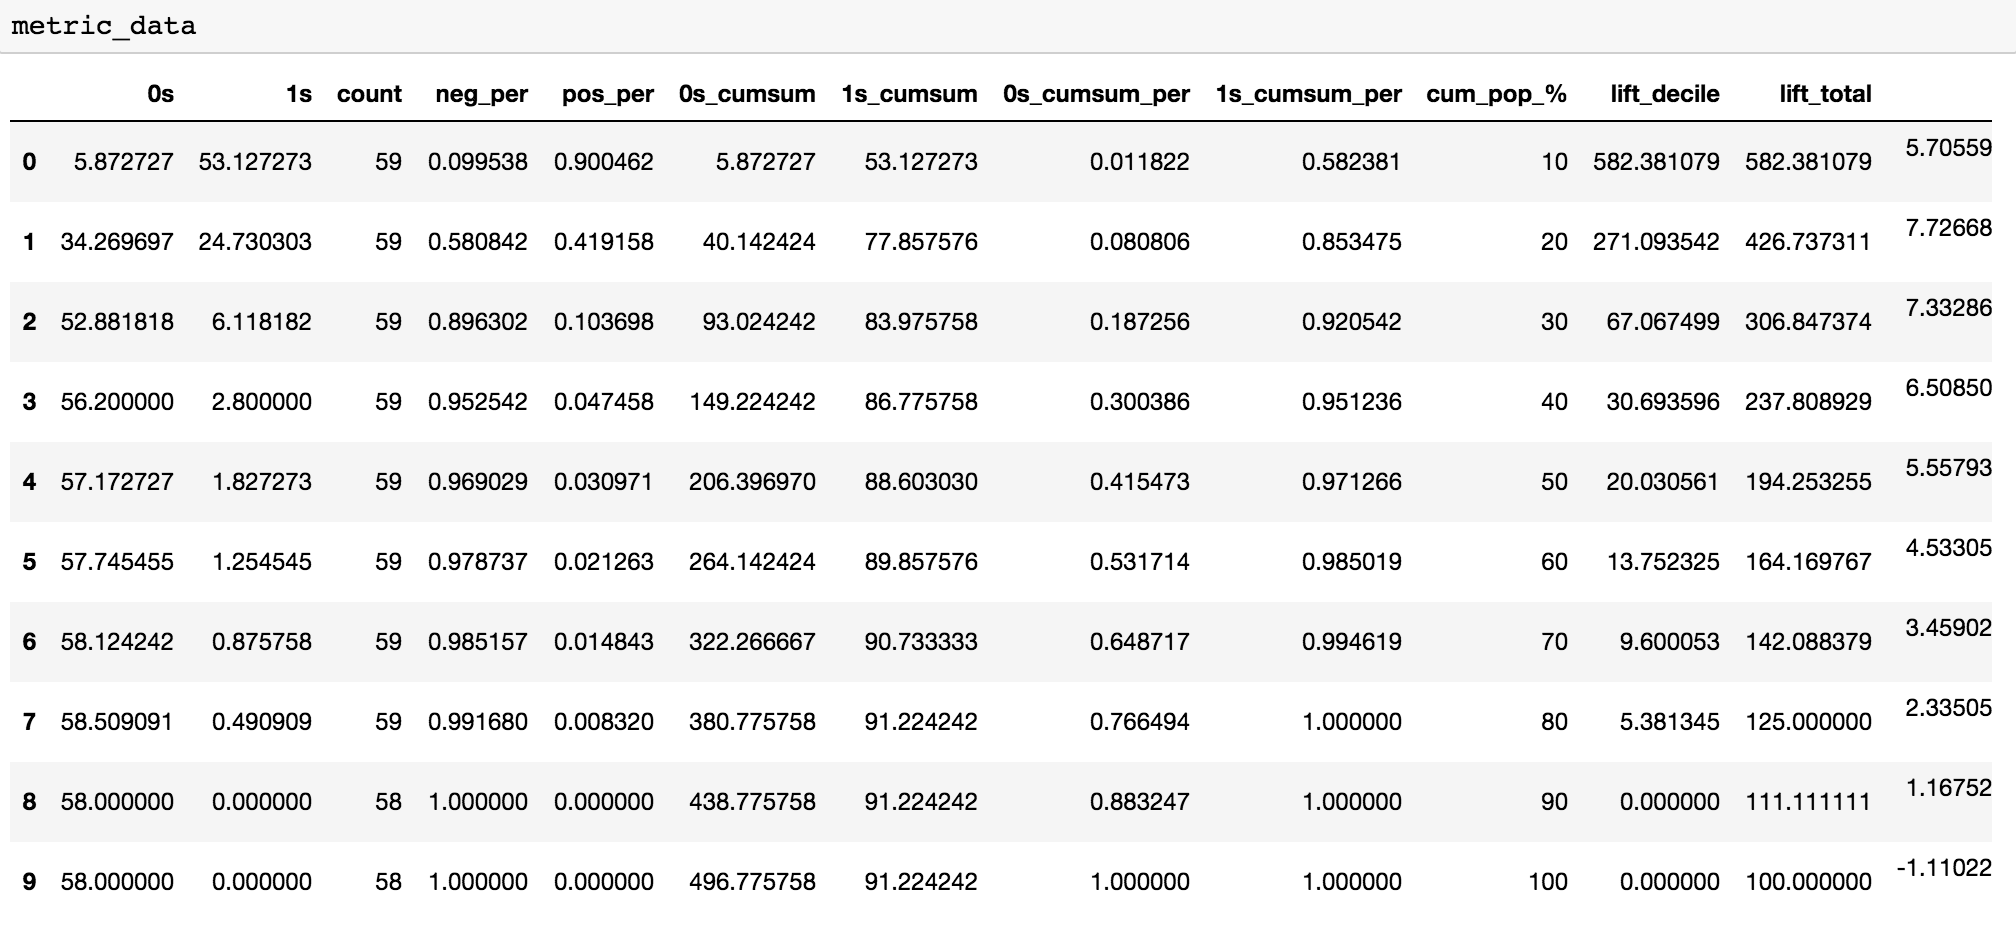 metric_data
0s 1s count neg_per pos_per 0s_cumsum 1s_cumsum 0s_cumsum_per 1s_cumsum_per cum_pop_% lift_decile lift_total
0 5.872727 53.127273 59 0.099538 0.900462 5.872727 53.127273 0.011822 0.582381 10 582.381079 582.381079 5.70559
1 34.269697 24.730303 59 0.580842 0.419158 40.142424 77.857576 0.080806 0.853475 20 271.093542 426.737311 7.72668
2 52.881818 6.118182 59 0.896302 0.103698 93.024242 83.975758 0.187256 0.920542 30 67.067499 306.847374 7.33286
3 56.200000 2.800000 59 0.952542 0.047458 149.224242 86.775758 0.300386 0.951236 40 30.693596 237.808929 6.50850
4 57.172727 1.827273 59 0.969029 0.030971 206.396970 88.603030 0.415473 0.971266 50 20.030561 194.253255 5.55793
5 57.745455 1.254545 59 0.978737 0.021263 264.142424 89.857576 0.531714 0.985019 60 13.752325 164.169767 4.53305
6 58.124242 0.875758 59 0.985157 0.014843 322.266667 90.733333 0.648717 0.994619 70 9.600053 142.088379 3.45902
7 58.509091 0.490909 59 0.991680 0.008320 380.775758 91.224242 0.766494 1.000000 80 5.381345 125.000000 2.33505
8 58.000000 0.000000 58 1.000000 0.000000 438.775758 91.224242 0.883247 1.000000 90 0.000000 111.111111 1.16752
9 58.000000 0.000000 58 1.000000 0.000000 496.775758 91.224242 1.000000 1.000000 100 0.000000 100.000000 -1.11022